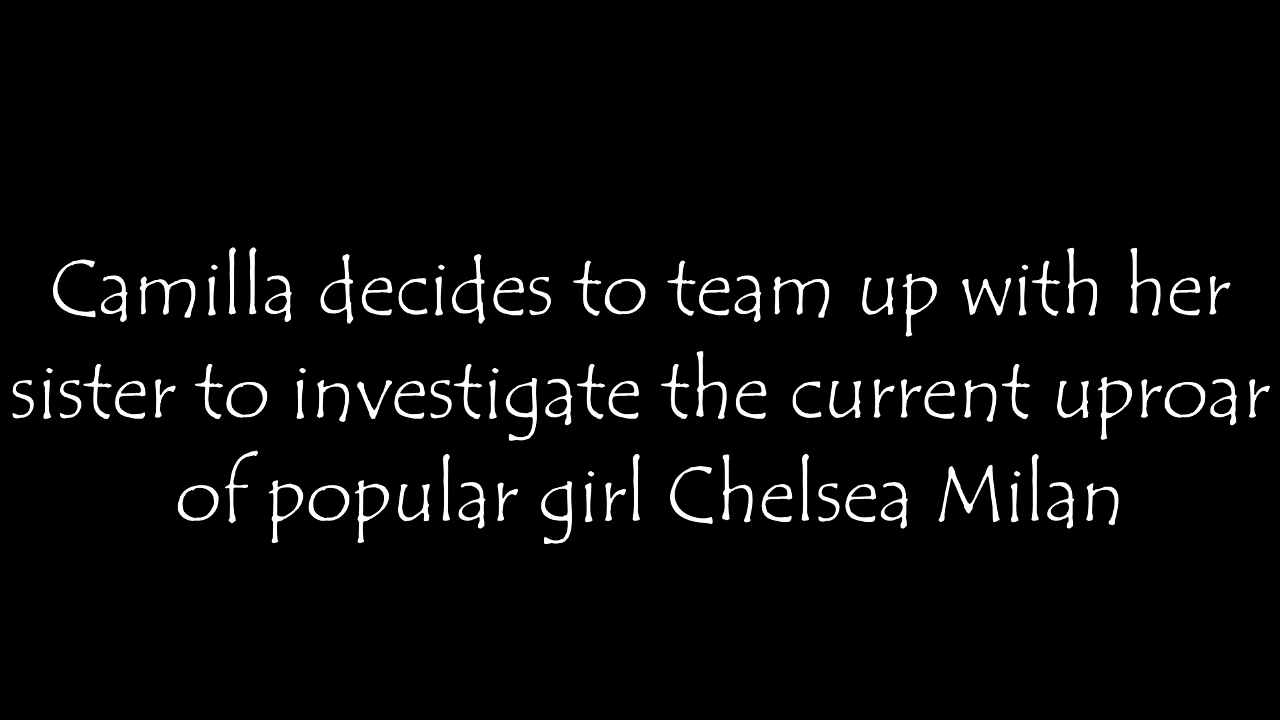 Camilla decides to team up with her
sister to investigate the current uproar
of popular girl Chelsea Milan